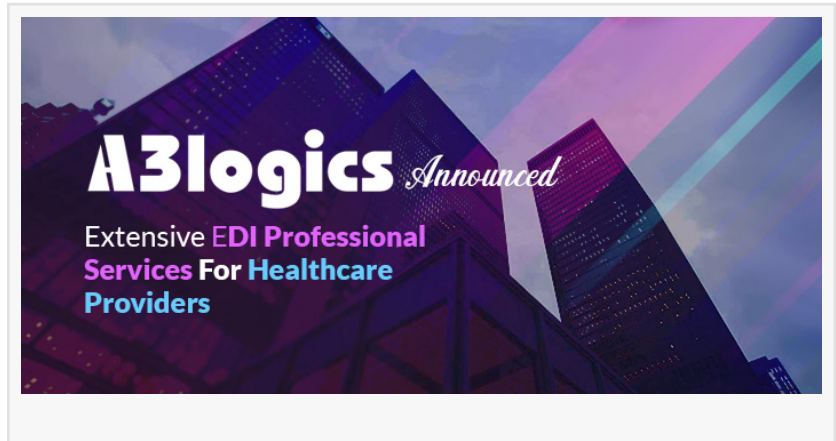 A3logics Announced
Extensive EDI Professional
Services For Healthcare
Providers